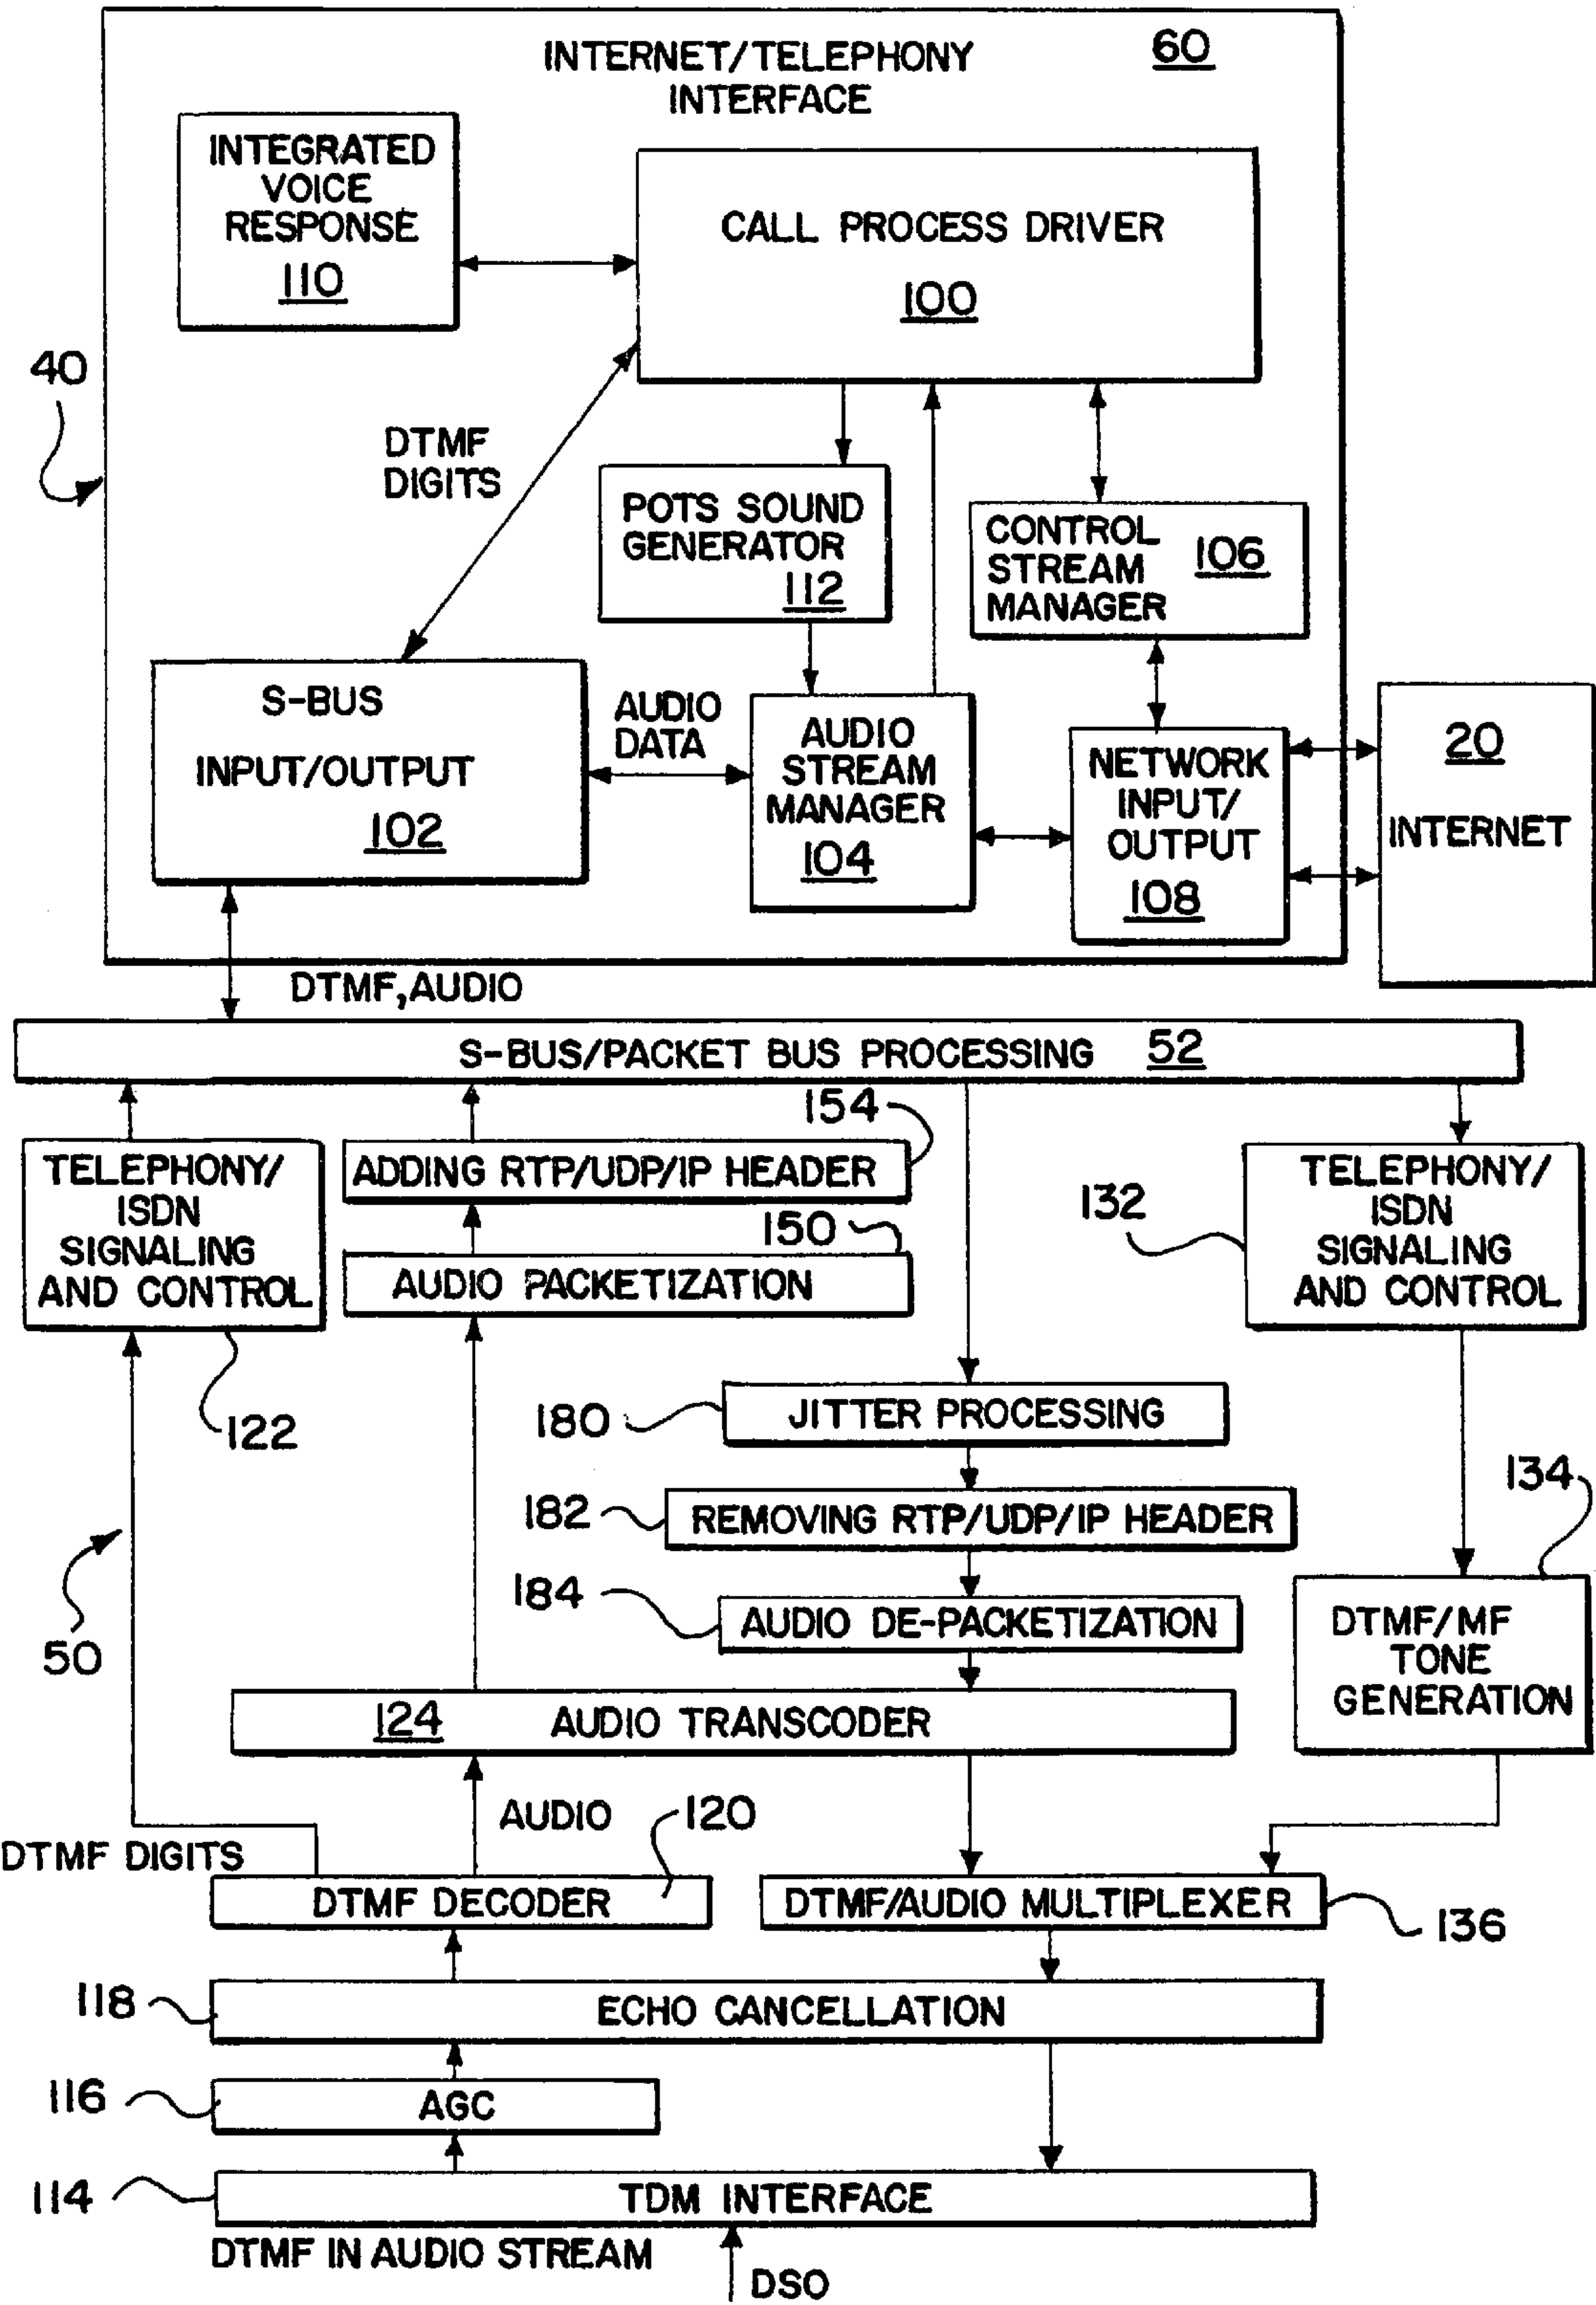 INTERNET/TELEPHONY
INTERFACE
60
INTEGRATED
VOICE
RESPONSE
110
CALL PROCESS DRIVER
100
40
DTMF
DIGITS
POTS SOUND
GENERATOR
112
CONTROL
STREAM
MANAGER
106
S-BUS
INPUT/OUTPUT
102
AUDIO
DATA
AUDIO
STREAM
MANAGER
104
NETWORK
INPUT/
OUTPUT
108
20
INTERNET
DTMF,AUDIO
S-BUS/PACKET BUS PROCESSING 52
154
TELEPHONY/
ISDN
SIGNALING
AND CONTROL
122
ADDING RTP/UDP/IP HEADER
150
AUDIO PACKETIZATION
132
TELEPHONY/
ISDN
SIGNALING
AND CONTROL
180
JITTER PROCESSING
182
REMOVING RTP/UDP/IP HEADER
134
184
AUDIO DE-PACKETIZATION
50
DTMF/MF
TONE
GENERATION
124 AUDIO TRANSCODER
AUDIO
120
DTMF DIGITS
DTMF DECODER
DTMF/AUDIO MULTIPLEXER
136
118
ECHO CANCELLATION
116
AGC
114
TDM INTERFACE
DTMF IN AUDIO STREAM
DSO